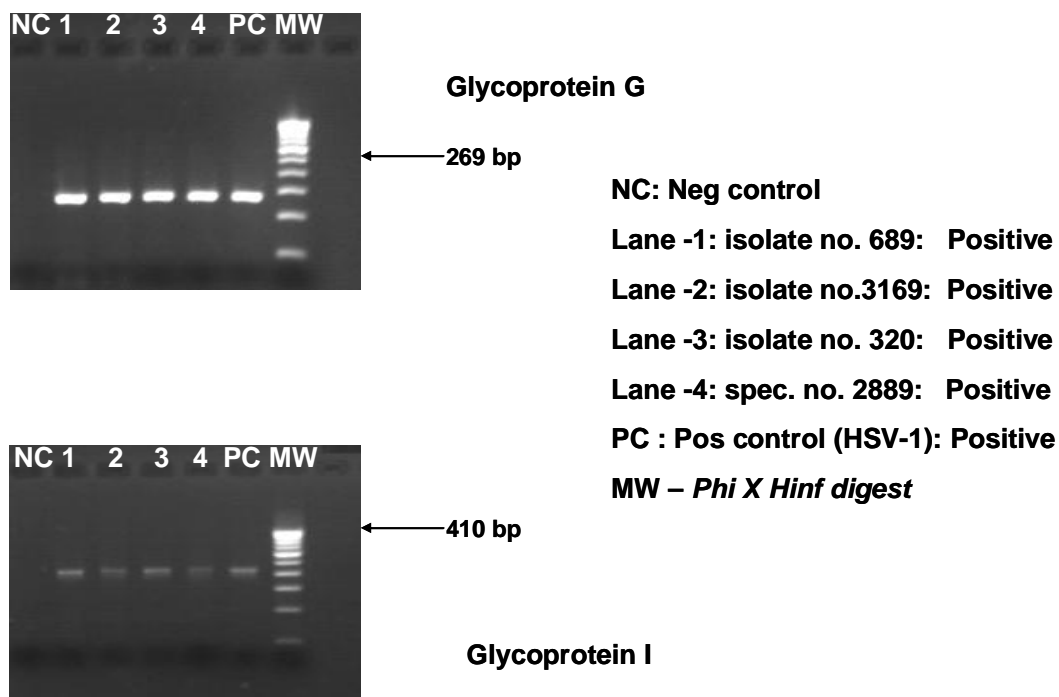 NC 1 2 3 4 PC MW
Glycoprotein G
269 bp
NC: Neg control
Lane -1: isolate no. 689: Positive
Lane -2: isolate no.3169: Positive
Lane -3: isolate no. 320: Positive
Lane -4: spec. no. 2889: Positive
PC : Pos control (HSV-1): Positive
MW – Phi X Hinf digest
NC 1 2 3 4 PC MW
410 bp
Glycoprotein I